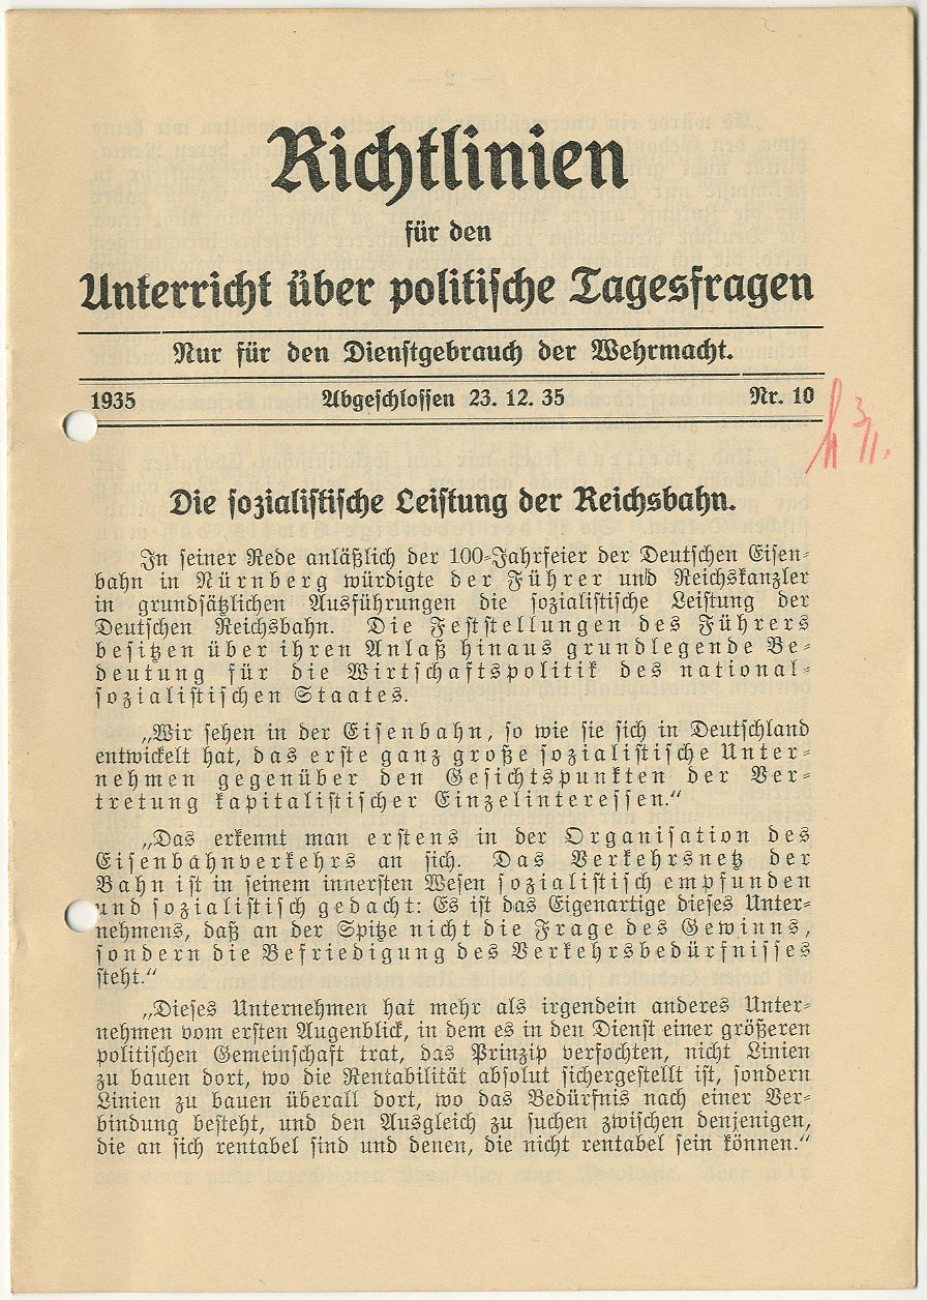 Richtlinien
für den
Unterricht über politische Tagesfragen
Nur für den Dienstgebrauch der Wehrmacht.
1935 Abgeschlossen 23. 12. 35 Nr. 10
Die sozialistische Leistung der Reichsbahn.
In seiner Rede anläßlich der 100-Jahrfeier der Deutschen Eisen-
bahn in Nürnberg würdigte der Führer und Reichskanzler
in grundsätzlichen Ausführungen die sozialistische Leistung der
Deutschen Reichsbahn. Die Feststellungen des Führers
besitzen über ihren Anlaß hinaus grundlegende Be-
deutung für die Wirtschaftspolitik des national-
sozialistischen Staates.
„Wir sehen in der Eisenbahn, so wie sie sich in Deutschland
entwickelt hat, das erste ganz große sozialistische Unter-
nehmen gegenüber den Gesichtspunkten der Ver-
tretung kapitalistischer Einzelinteressen.“
„Das erkennt man erstens in der Organisation des
Eisenbahnverkehrs an sich. Das Verkehrsnetz der
Bahn ist in seinem innersten Wesen sozialistisch empfunden
und sozialistisch gedacht: Es ist das Eigenartige dieses Unter-
nehmens, daß an der Spitze nicht die Frage des Gewinns,
sondern die Befriedigung des Verkehrsbedürfnisses
steht.“
„Dieses Unternehmen hat mehr als irgendein anderes Unter-
nehmen vom ersten Augenblick, in dem es in den Dienst einer größeren
politischen Gemeinschaft trat, das Prinzip verfochten, nicht Linien
zu bauen dort, wo die Rentabilität absolut sichergestellt ist, sondern
Linien zu bauen überall dort, wo das Bedürfnis nach einer Ver-
bindung besteht, und den Ausgleich zu suchen zwischen denjenigen,
die an sich rentabel sind und denen, die nicht rentabel sein können.“